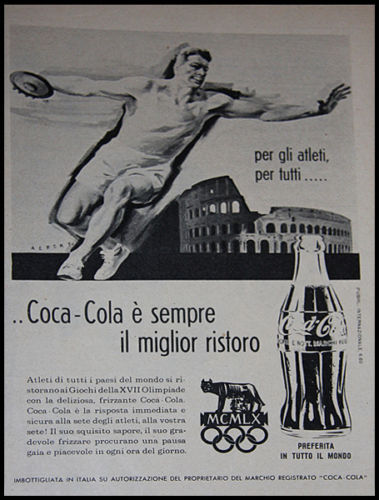 per gli atleti,
per tutti.....
..Coca-Cola è sempre
il miglior ristoro
Atleti di tutti i paesi del mondo si ri-
storano ai Giochi della XVII Olimpiade
con la deliziosa, frizzante Coca-Cola.
Coca-Cola è la risposta immediata e
sicura alla sete degli atleti, alla vostra
sete! Il suo squisito sapore, il suo gra-
devole frizzare procurano una pausa
gaia e piacevole in ogni ora del giorno.
MCMLX
Coca-Cola
PREFERITA
IN TUTTO IL MONDO
IMBOTTIGLIATA IN ITALIA SU AUTORIZZAZIONE DEL PROPRIETARIO DEL MARCHIO REGISTRATO "COCA-COLA"